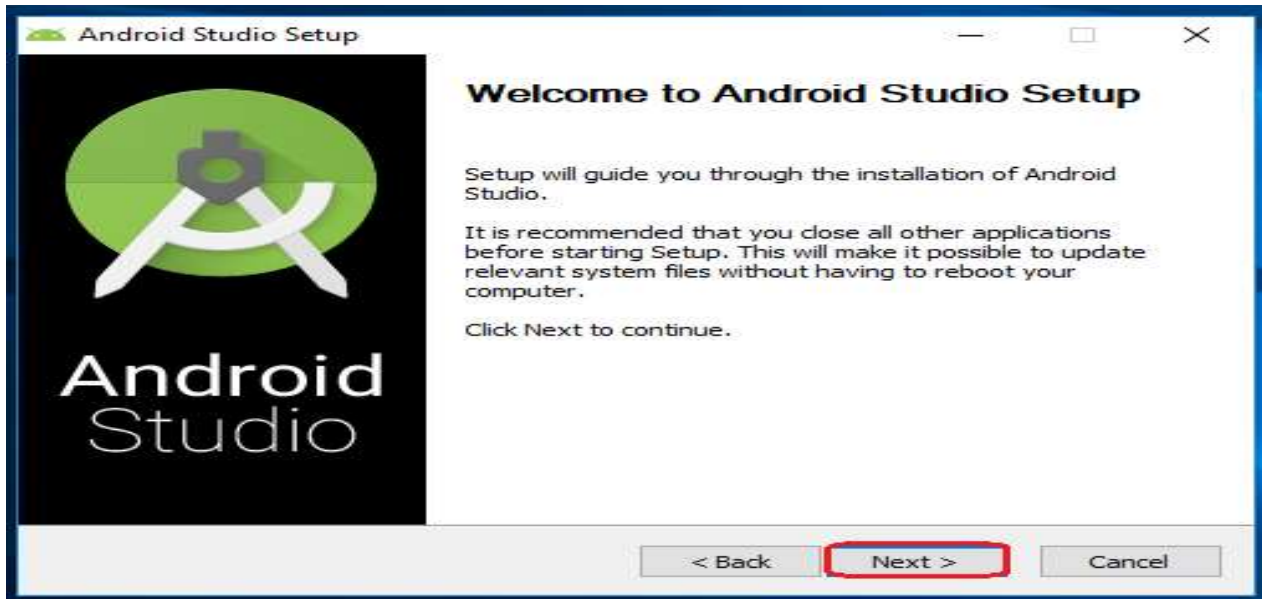 Android Studio Setup
Welcome to Android Studio Setup
Setup will guide you through the installation of Android
Studio.
It is recommended that you close all other applications
before starting Setup. This will make it possible to update
relevant system files without having to reboot your
computer.
Click Next to continue.
Android
Studio
< Back Next > Cancel